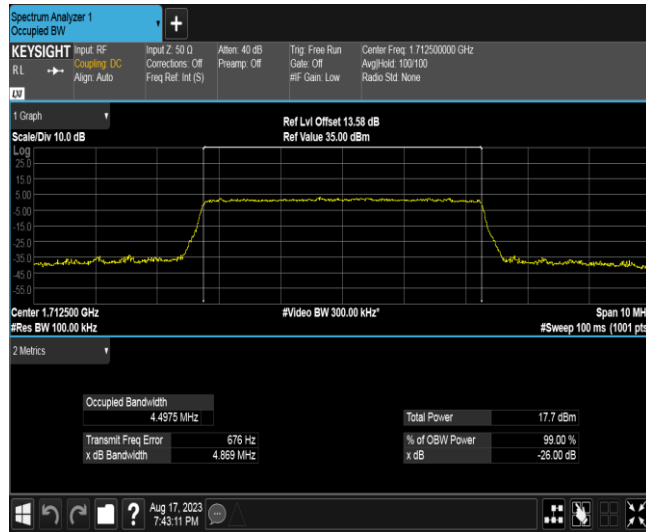 Spectrum Analyzer 1
Occupied BW
+
KEYSIGHT
RL
LXI
Input: RF
Coupling: DC
Align: Auto
Input Z: 50 Ω
Corrections: Off
Freq Ref: Int (S)
Atten: 40 dB
Preamp: Off
Trig: Free Run
Gate: Off
#IF Gain: Low
Center Freq: 1.712500000 GHz
Avg|Hold: 100/100
Radio Std: None
1 Graph
Scale/Div 10.0 dB
Ref Lvl Offset 13.58 dB
Ref Value 35.00 dBm
Log
25.0
15.0
5.00
-5.00
-15.0
-25.0
-35.0
-45.0
-55.0
Center 1.712500 GHz
#Res BW 100.00 kHz
#Video BW 300.00 kHz*
Span 10 MH
#Sweep 100 ms (1001 pts
2 Metrics
Occupied Bandwidth
4.4975 MHz
Transmit Freq Error 676 Hz
x dB Bandwidth 4.869 MHz
Total Power 17.7 dBm
% of OBW Power 99.00 %
x dB -26.00 dB
?
Aug 17, 2023
7:43:11 PM